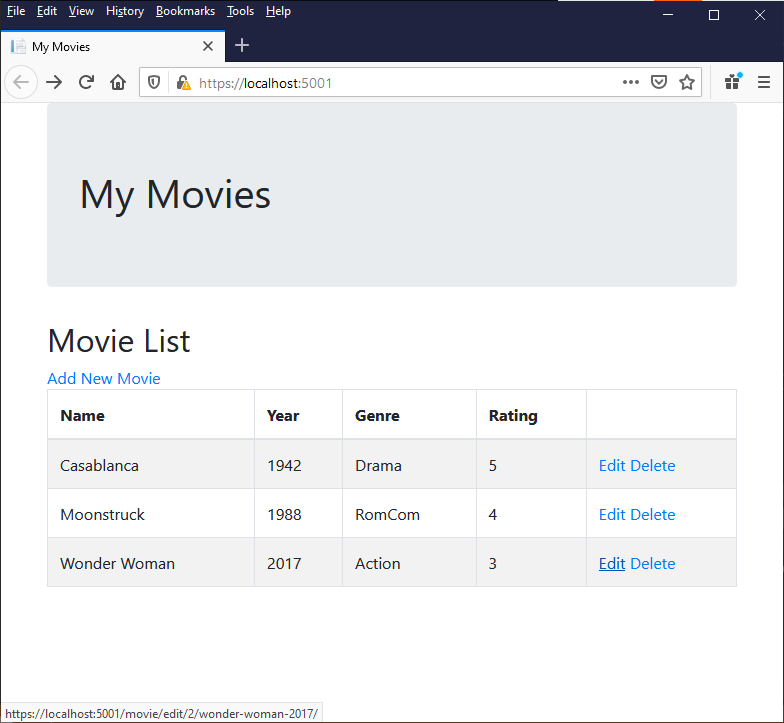 File Edit View History Bookmarks Tools Help
My Movies
https://localhost:5001
My Movies
Movie List
Add New Movie
Name Year Genre Rating
Casablanca 1942 Drama 5 Edit Delete
Moonstruck 1988 RomCom 4 Edit Delete
Wonder Woman 2017 Action 3 Edit Delete
https://localhost:5001/movie/edit/2/wonder-woman-2017/